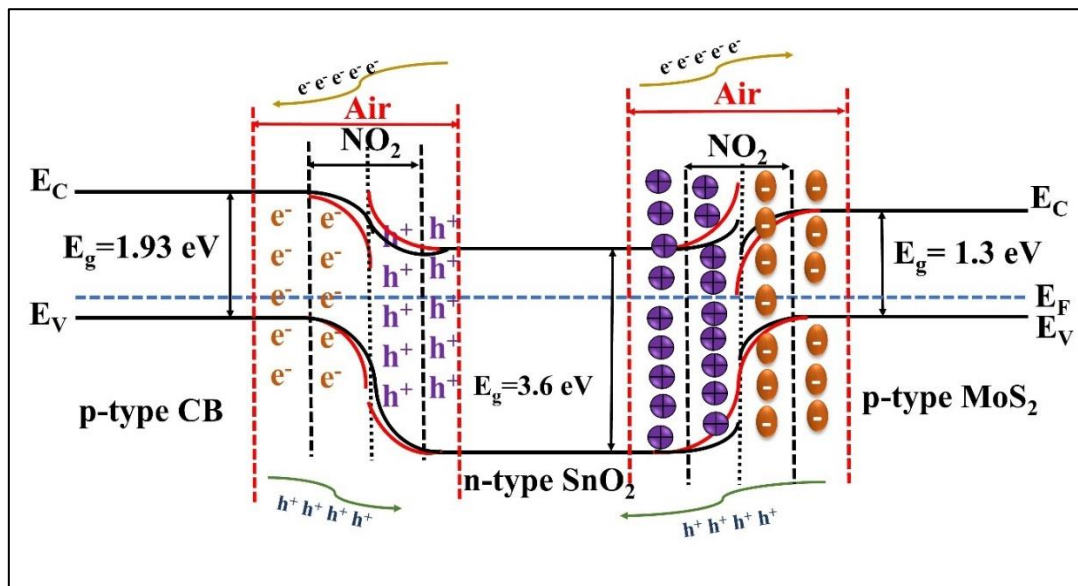 e⁻ e⁻ e⁻ e⁻ e⁻
e⁻ e⁻ e⁻ e⁻ e⁻
Air
Air
NO₂
NO₂
E_C
E_C
e⁻ e⁻ h⁺ h⁺
E_g=1.93 eV
E_g= 1.3 eV
e⁻ e⁻ h⁺ h⁺
e⁻ e⁻ h⁺ h⁺
E_F
E_V
E_V
e⁻ e⁻ h⁺ h⁺
E_g=3.6 eV
e⁻ e⁻ h⁺ h⁺
p-type CB
p-type MoS₂
n-type SnO₂
h⁺ h⁺ h⁺ h⁺
h⁺ h⁺ h⁺ h⁺